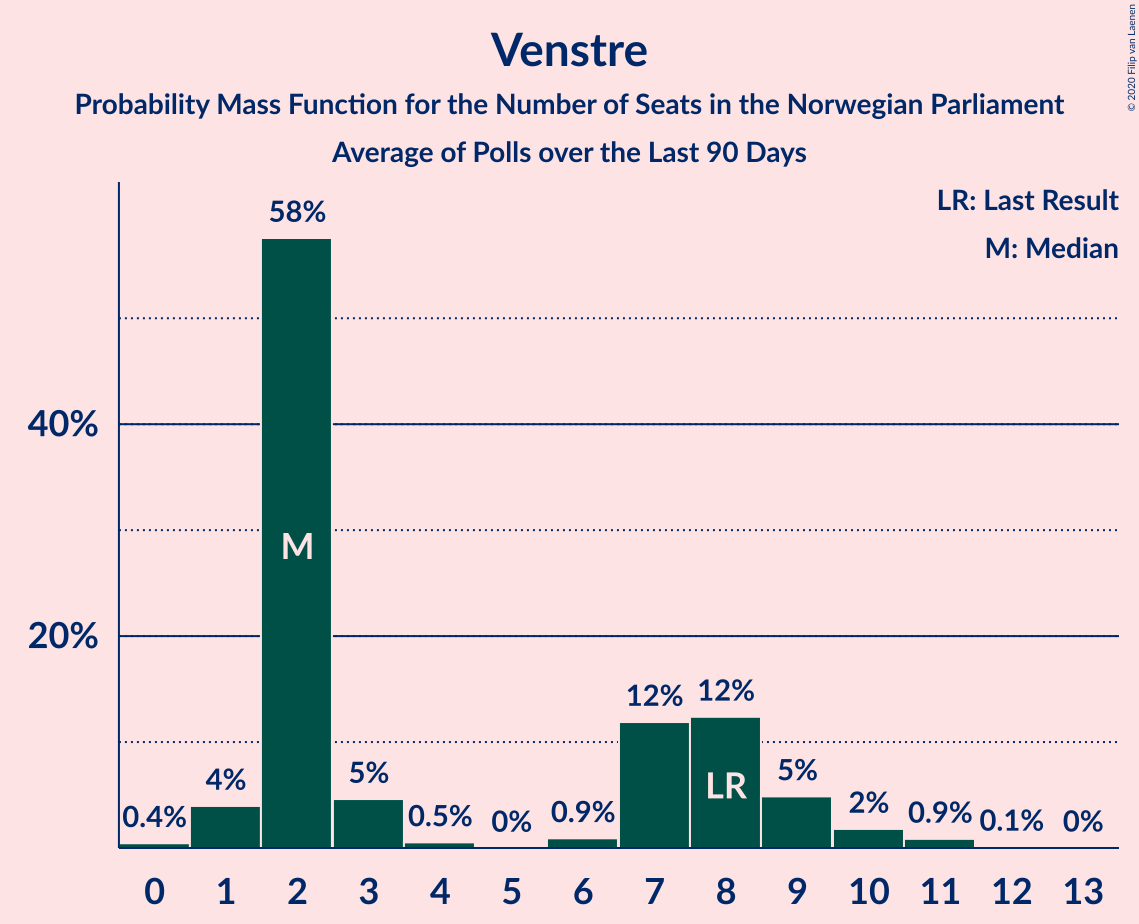 Venstre
Probability Mass Function for the Number of Seats in the Norwegian Parliament
Average of Polls over the Last 90 Days
© 2020 Filip van Laenen
LR: Last Result
M: Median
58%
40%
M
20%
12% 12%
LR
5%
4% 5%
2%
0.4% 0.5% 0% 0.9% 0.9% 0.1% 0%
0 1 2 3 4 5 6 7 8 9 10 11 12 13